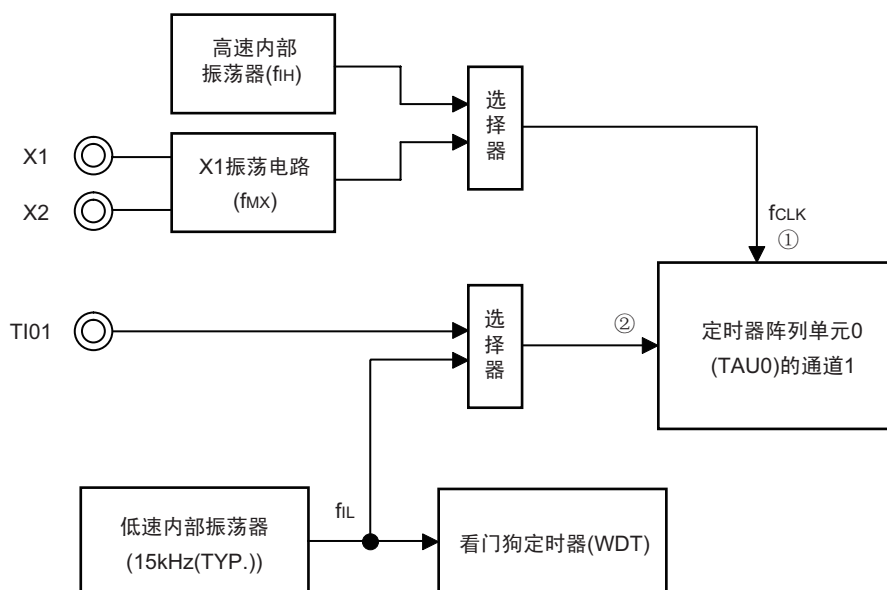 高速内部
振荡器(fIH)
选择器
X1
X1振荡电路
(fMX)
X2
fCLK
①
TI01
选择器
②
定时器阵列单元0
(TAU0)的通道1
fIL
低速内部振荡器
(15kHz(TYP.))
看门狗定时器(WDT)